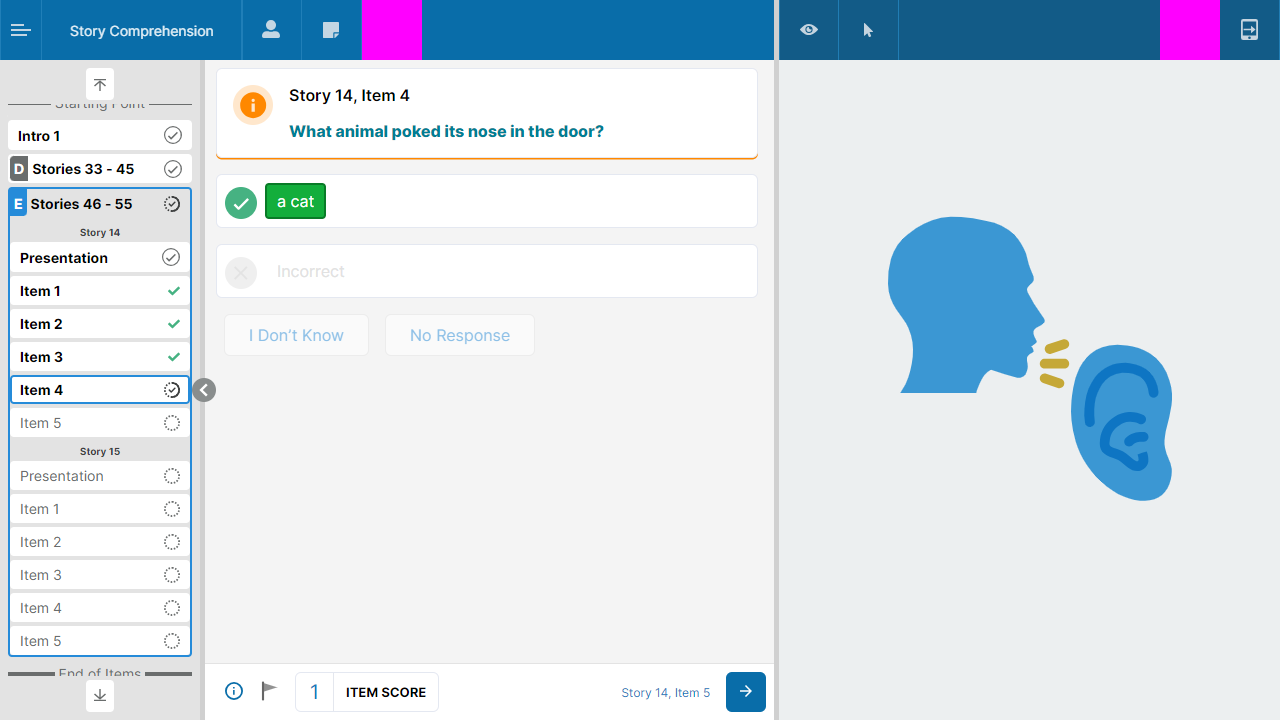 Story Comprehension
Starting Point
Intro 1
D Stories 33 - 45
E Stories 46 - 55
Story 14
Presentation
Item 1
Item 2
Item 3
Item 4
Item 5
Story 15
Presentation
Item 1
Item 2
Item 3
Item 4
Item 5
End of Items
Story 14, Item 4
What animal poked its nose in the door?
a cat
Incorrect
I Don't Know No Response
1 ITEM SCORE Story 14, Item 5